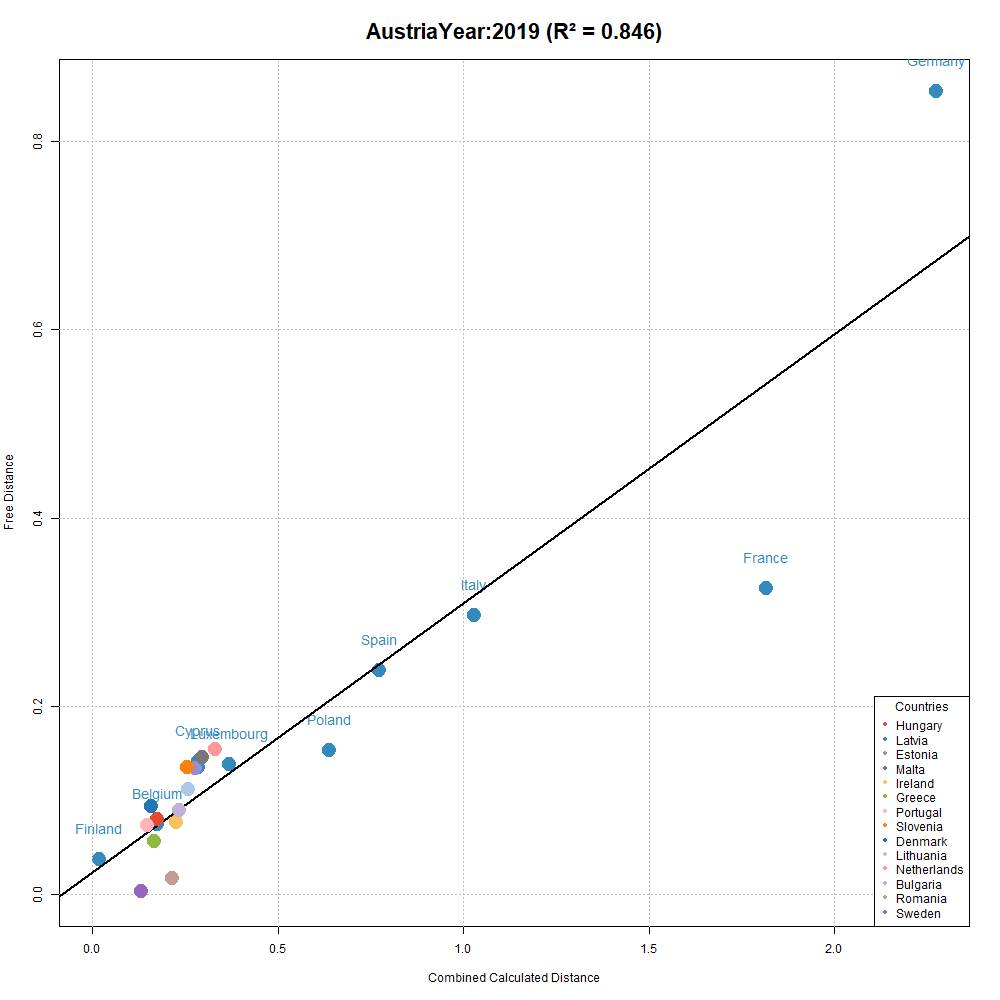 AustriaYear:2019 (R² = 0.846)
Germany
0.8
0.6
Free Distance
0.4
France
Italy
Spain
0.2
Poland
Cyprus
Luxembourg
Belgium
Finland
0.0
Countries
Hungary
Latvia
Estonia
Malta
Ireland
Greece
Portugal
Slovenia
Denmark
Lithuania
Netherlands
Bulgaria
Romania
Sweden
0.0 0.5 1.0 1.5 2.0
Combined Calculated Distance